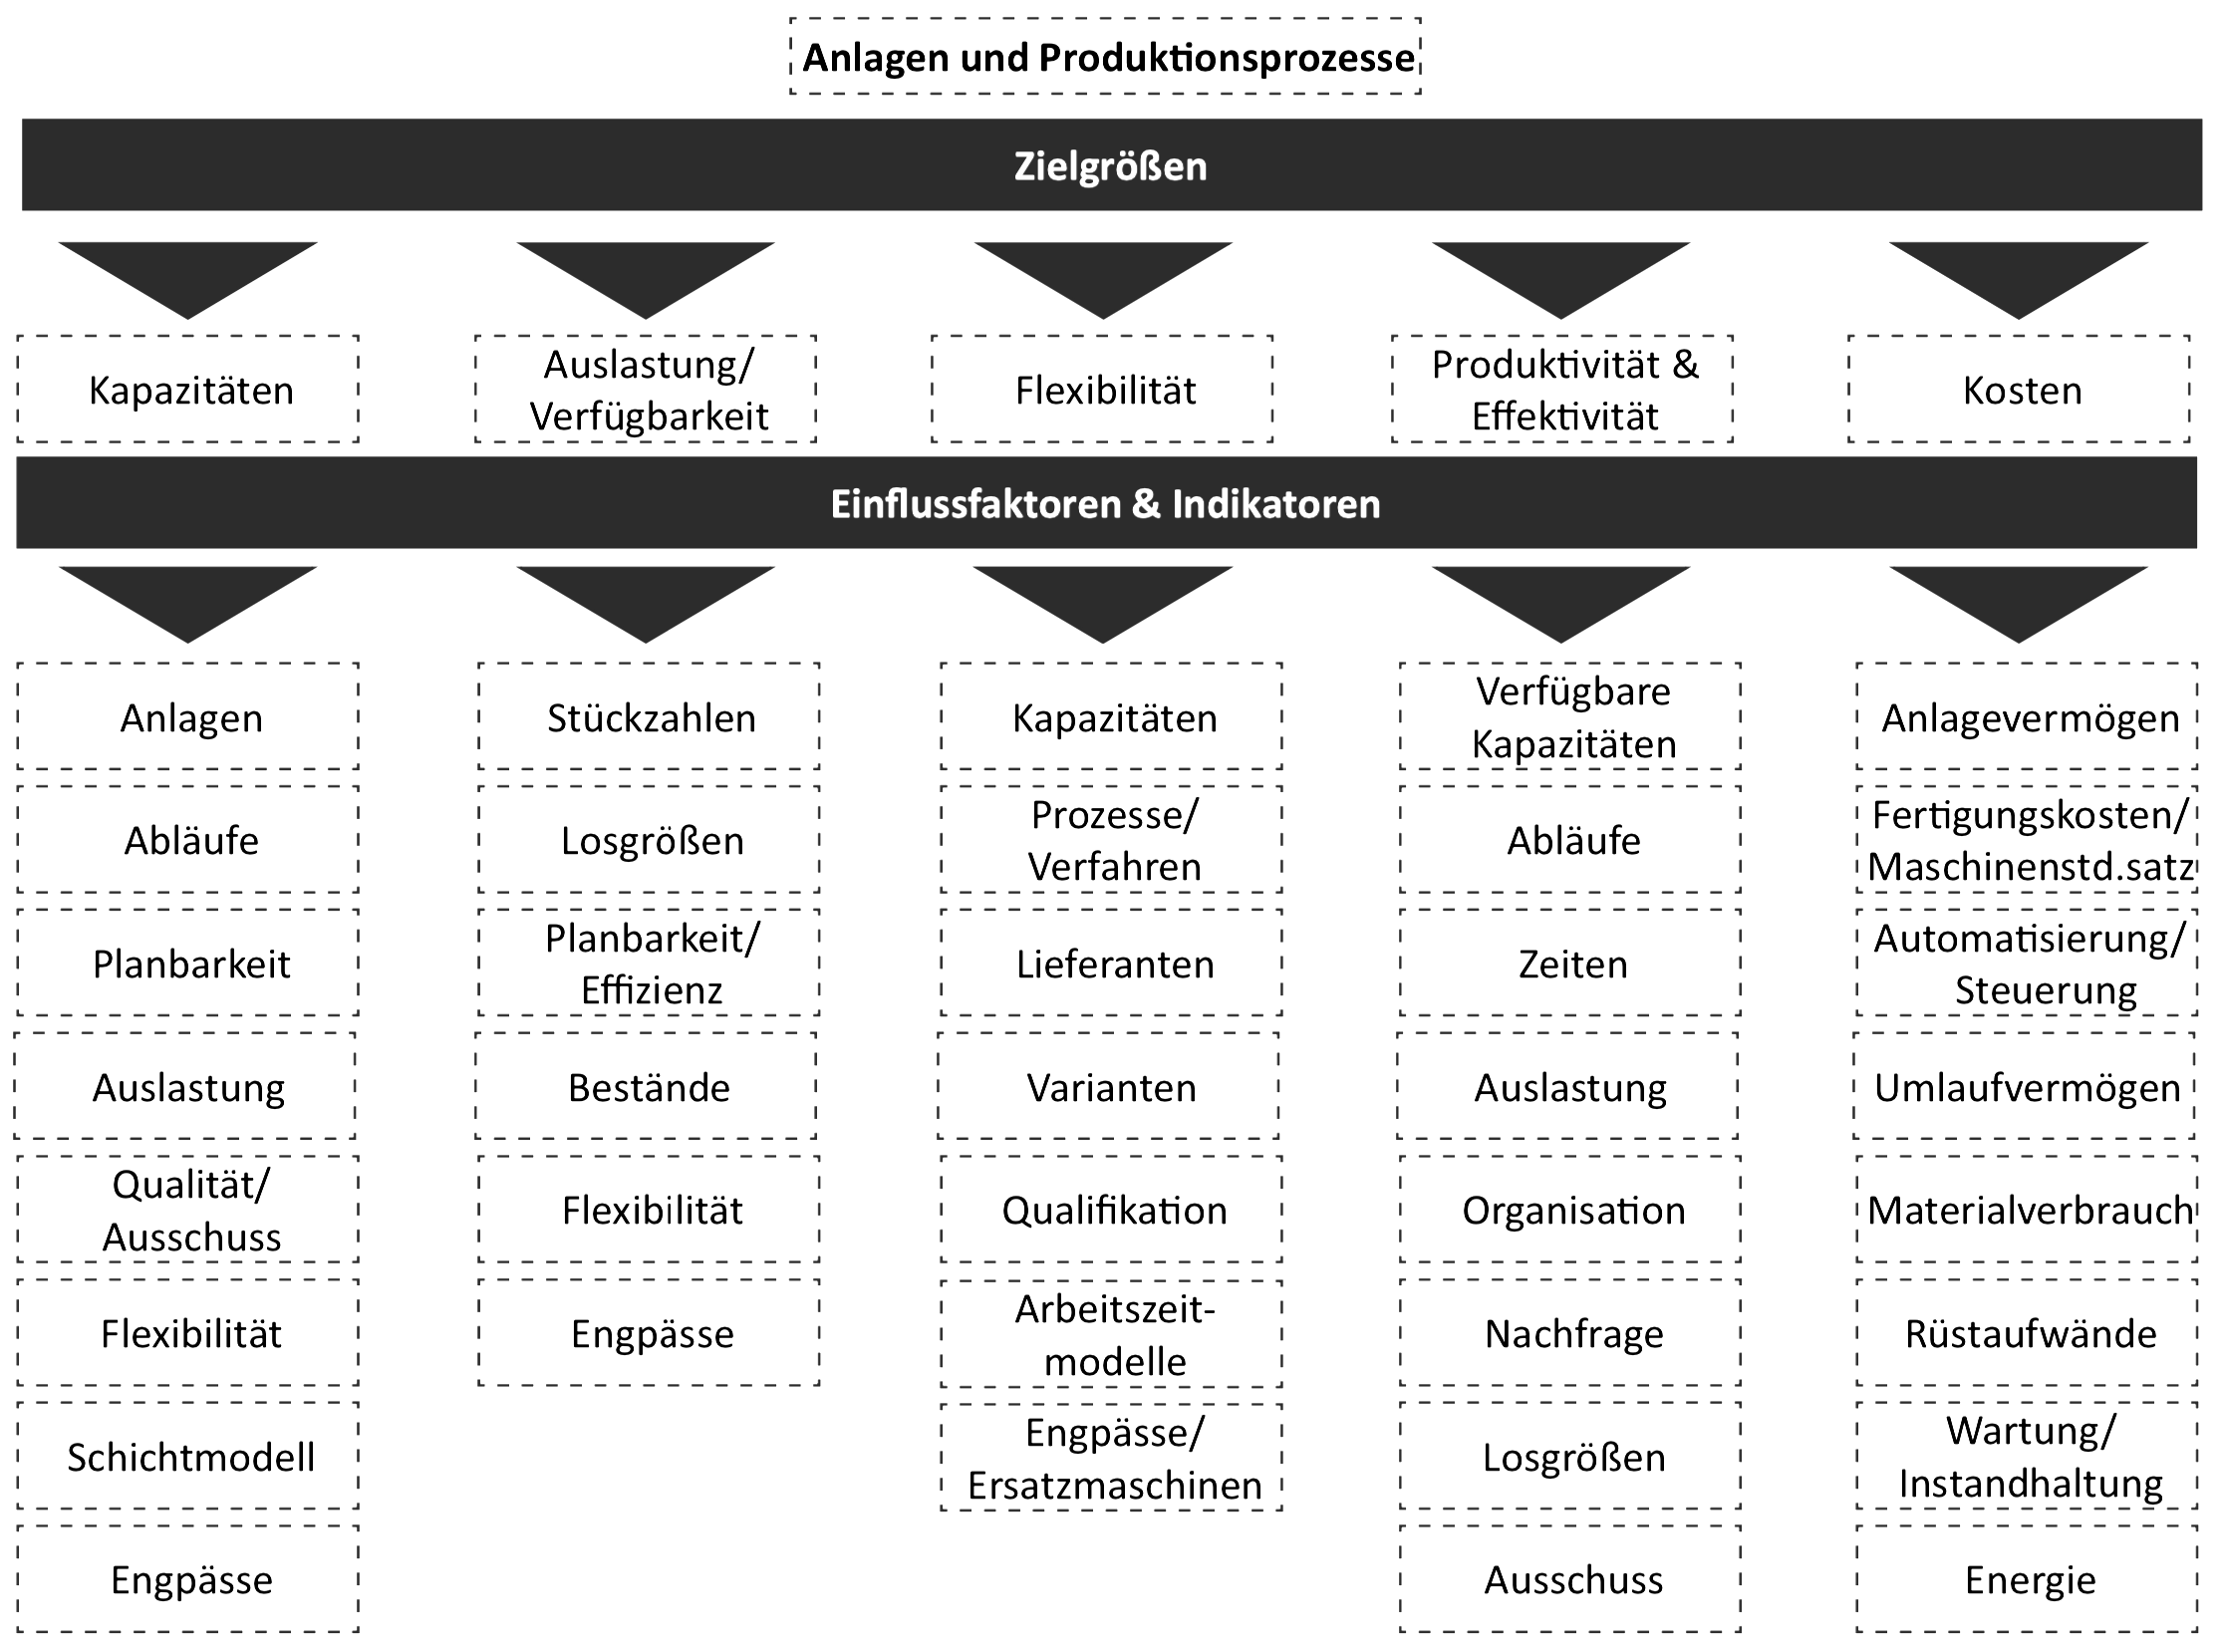 Anlagen und Produktionsprozesse
Zielgrößen
Kapazitäten
Auslastung/
Verfügbarkeit
Flexibilität
Produktivität &
Effektivität
Kosten
Einflussfaktoren & Indikatoren
Anlagen
Abläufe
Planbarkeit
Auslastung
Qualität/
Ausschuss
Flexibilität
Schichtmodell
Engpässe
Stückzahlen
Losgrößen
Planbarkeit/
Effizienz
Bestände
Flexibilität
Engpässe
Kapazitäten
Prozesse/
Verfahren
Lieferanten
Varianten
Qualifikation
Arbeitszeit-
modelle
Engpässe/
Ersatzmaschinen
Verfügbare
Kapazitäten
Abläufe
Zeiten
Auslastung
Organisation
Nachfrage
Losgrößen
Ausschuss
Anlagevermögen
Fertigungskosten/
Maschinenstd.satz
Automatisierung/
Steuerung
Umlaufvermögen
Materialverbrauch
Rüstaufwände
Wartung/
Instandhaltung
Energie